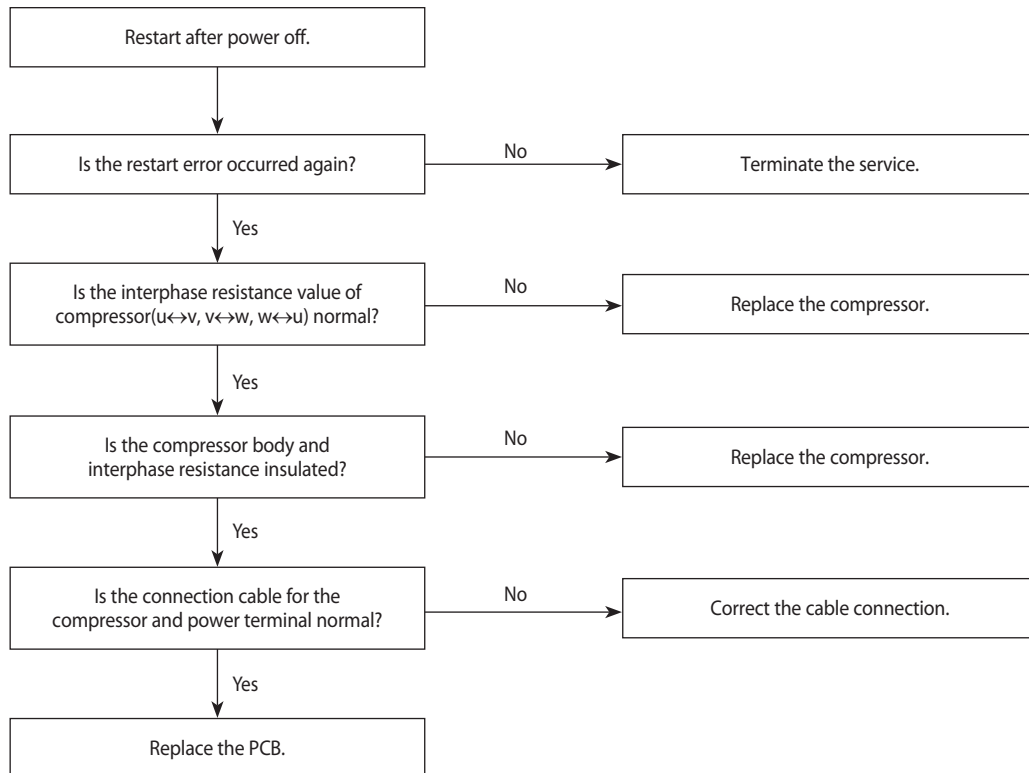 Restart after power off.
Is the restart error occurred again?
No
Terminate the service.
Yes
Is the interphase resistance value of
compressor(u↔v, v↔w, w↔u) normal?
No
Replace the compressor.
Yes
Is the compressor body and
interphase resistance insulated?
No
Replace the compressor.
Yes
Is the connection cable for the
compressor and power terminal normal?
No
Correct the cable connection.
Yes
Replace the PCB.